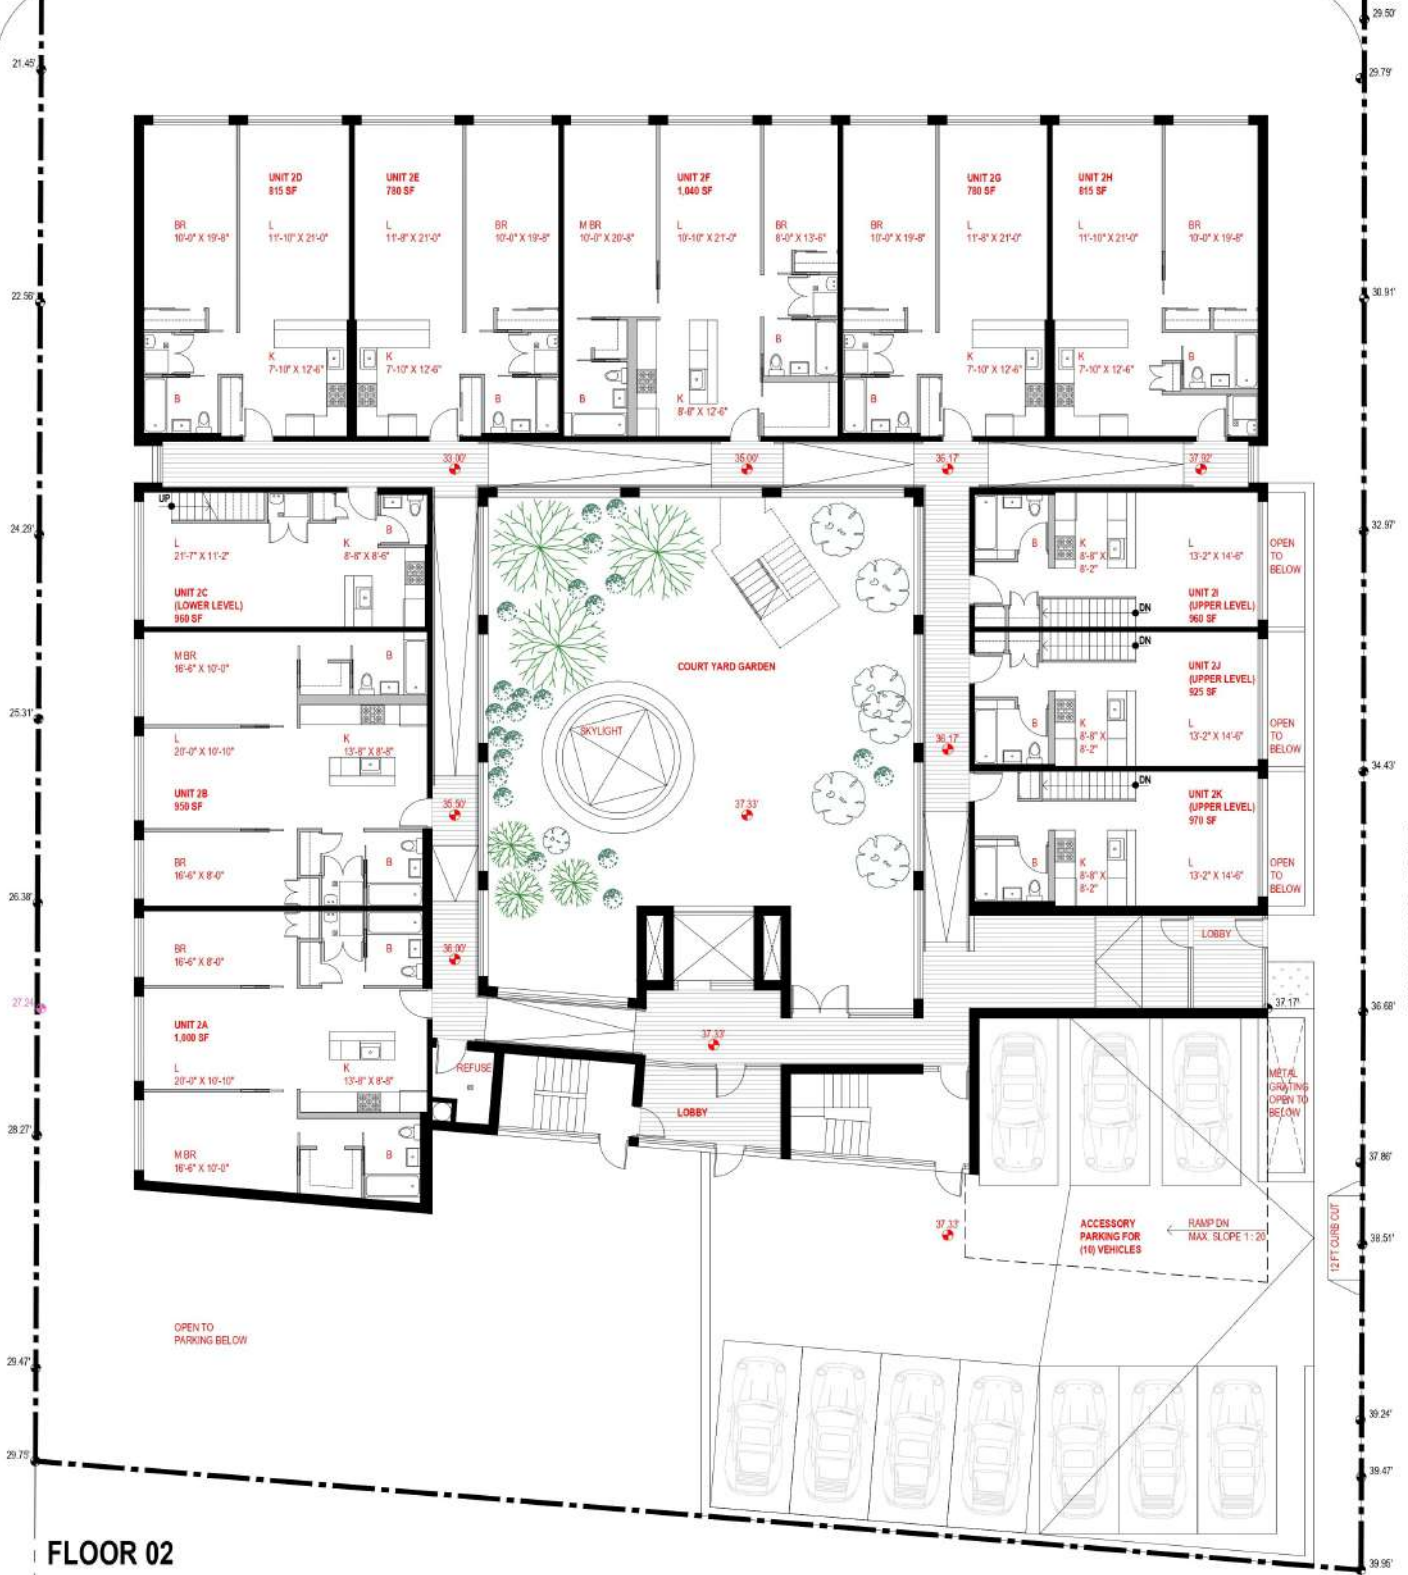 29.50'
21.45'
29.79'
UNIT 2D
815 SF
UNIT 2E
780 SF
UNIT 2F
1,040 SF
UNIT 2G
780 SF
UNIT 2H
815 SF
BR
10'-0" X 19'-8"
L
11'-10" X 21'-0"
L
11'-8" X 21'-0"
BR
10'-0" X 19'-8"
M BR
10'-0" X 20'-8"
L
10'-10" X 21'-0"
BR
8'-0" X 13'-6"
BR
10'-0" X 19'-8"
L
11'-8" X 21'-0"
L
11'-10" X 21'-0"
BR
10'-0" X 19'-8"
22.56'
30.91'
K
7'-10" X 12'-6"
K
7'-10" X 12'-6"
K
8'-8" X 12'-6"
K
7'-10" X 12'-6"
K
7'-10" X 12'-6"
B
B
B
B
B
B
33.00'
35.00'
36.17'
37.92'
UP
24.29'
32.97'
L
21'-7" X 11'-2"
K
8'-8" X 8'-6"
B
UNIT 2C
(LOWER LEVEL)
960 SF
B
K
8'-8" X
8'-2"
L
13'-2" X 14'-6"
OPEN
TO
BELOW
UNIT 2I
(UPPER LEVEL)
960 SF
DN
M BR
16'-6" X 10'-0"
B
COURT YARD GARDEN
DN
UNIT 2J
(UPPER LEVEL)
925 SF
25.31'
L
20'-0" X 10'-10"
K
13'-8" X 8'-8"
SKYLIGHT
36.17'
B
K
8'-8" X
8'-2"
L
13'-2" X 14'-6"
OPEN
TO
BELOW
34.43'
UNIT 2B
950 SF
35.50'
37.33'
DN
UNIT 2K
(UPPER LEVEL)
970 SF
BR
16'-6" X 8'-0"
B
B
K
8'-8" X
8'-2"
L
13'-2" X 14'-6"
OPEN
TO
BELOW
26.38'
BR
16'-6" X 8'-0"
B
36.00'
LOBBY
27.24'
37.17'
36.68'
UNIT 2A
1,000 SF
37.33'
L
20'-0" X 10'-10"
K
13'-8" X 8'-8"
REFUSE
LOBBY
METAL
GRATING
OPEN TO
BELOW
28.27'
M BR
16'-6" X 10'-0"
B
37.86'
37.33'
ACCESSORY
PARKING FOR
(10) VEHICLES
RAMP DN
MAX. SLOPE 1 : 20
12 FT CURB CUT
38.51'
OPEN TO
PARKING BELOW
29.47'
39.24'
29.75'
39.47'
FLOOR 02
39.95'